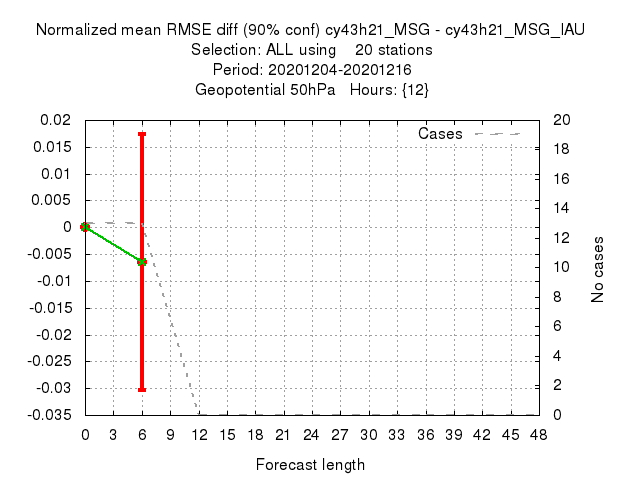 Normalized mean RMSE diff (90% conf) cy43h21_MSG - cy43h21_MSG_IAU
Selection: ALL using 20 stations
Period: 20201204-20201216
Geopotential 50hPa Hours: {12}
Cases
0.02
0.015
0.01
0.005
0
-0.005
-0.01
-0.015
-0.02
-0.025
-0.03
-0.035
20
18
16
14
12
10
8
6
4
2
0
No cases
0 3 6 9 12 15 18 21 24 27 30 33 36 39 42 45 48
Forecast length